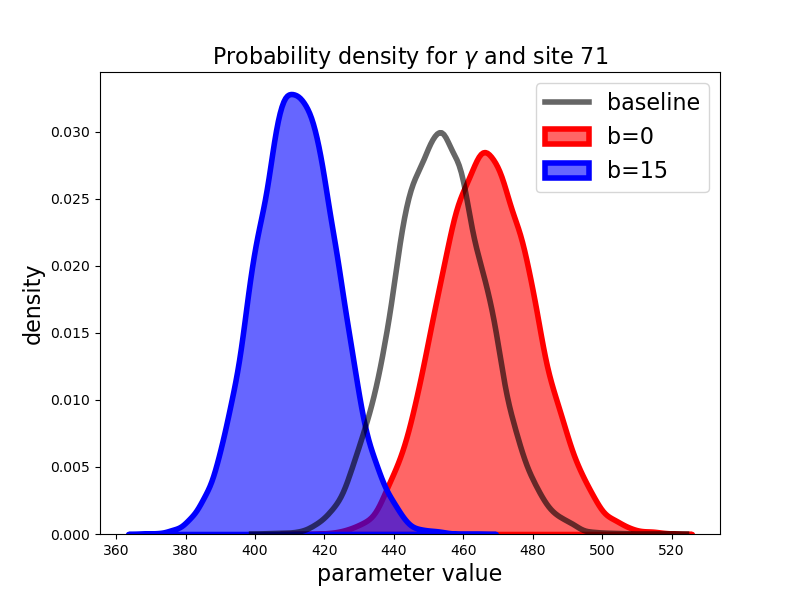 Probability density for γ and site 71
baseline
b=0
b=15
density
0.030
0.025
0.020
0.015
0.010
0.005
0.000
360 380 400 420 440 460 480 500 520
parameter value